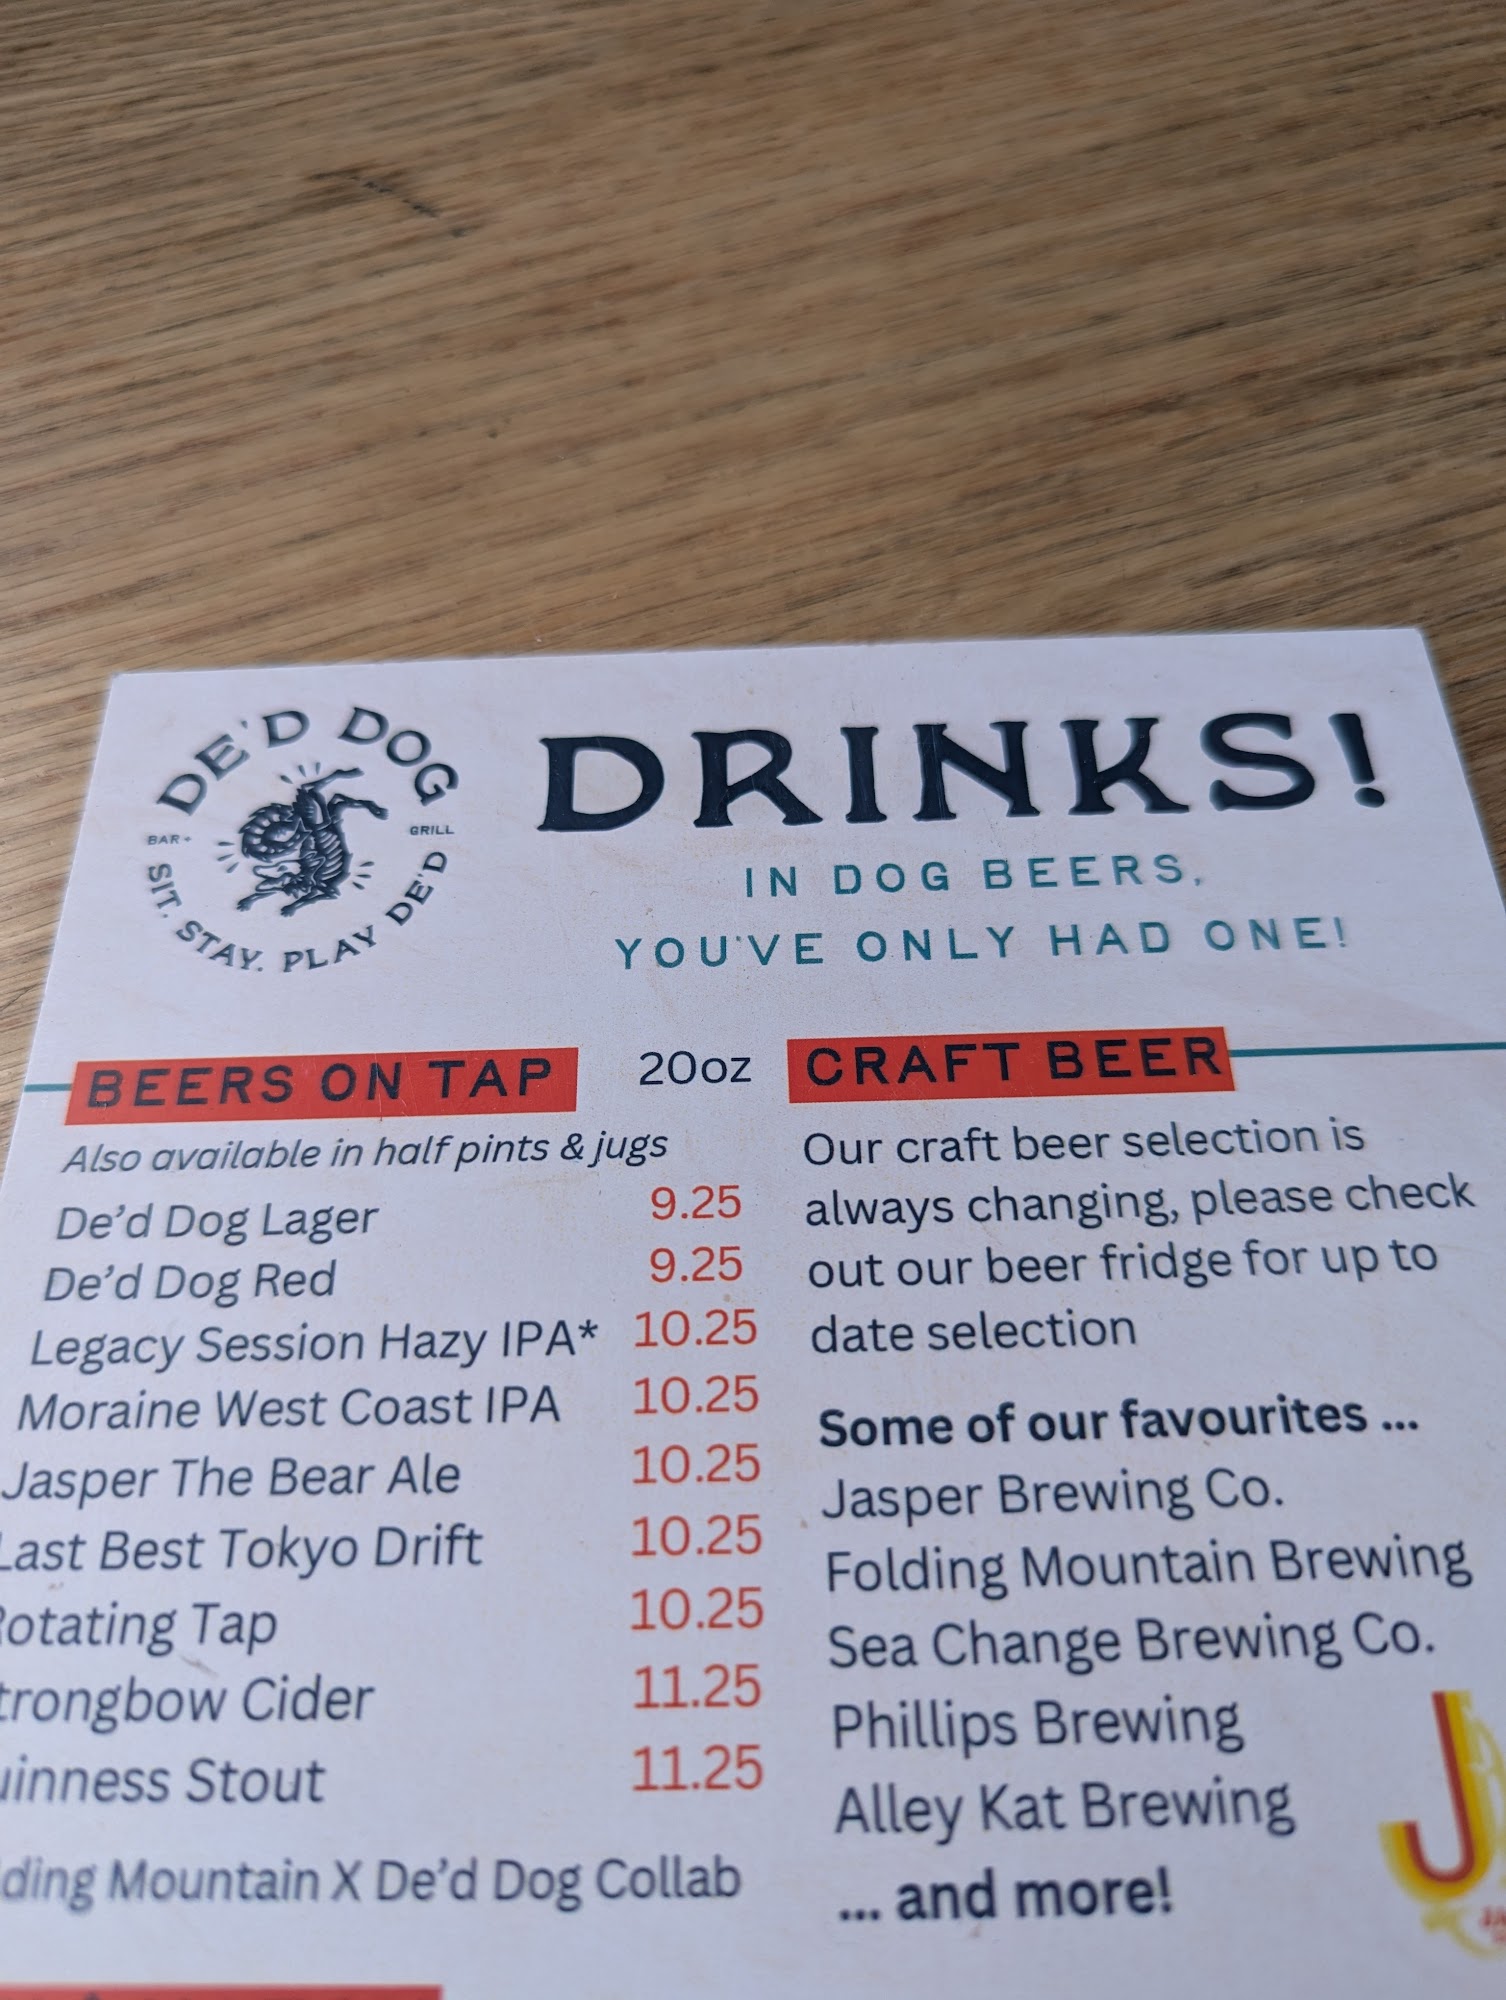 DE'D DOG
BAR + GRILL
SIT. STAY. PLAY DE'D
DRINKS!
IN DOG BEERS,
YOU'VE ONLY HAD ONE!
BEERS ON TAP 20oz
Also available in half pints & jugs
De'd Dog Lager 9.25
De'd Dog Red 9.25
Legacy Session Hazy IPA* 10.25
Moraine West Coast IPA 10.25
Jasper The Bear Ale 10.25
Last Best Tokyo Drift 10.25
Rotating Tap 10.25
trongbow Cider 11.25
uinness Stout 11.25
ding Mountain X De'd Dog Collab
CRAFT BEER
Our craft beer selection is
always changing, please check
out our beer fridge for up to
date selection
Some of our favourites ...
Jasper Brewing Co.
Folding Mountain Brewing
Sea Change Brewing Co.
Phillips Brewing
Alley Kat Brewing
... and more!
J